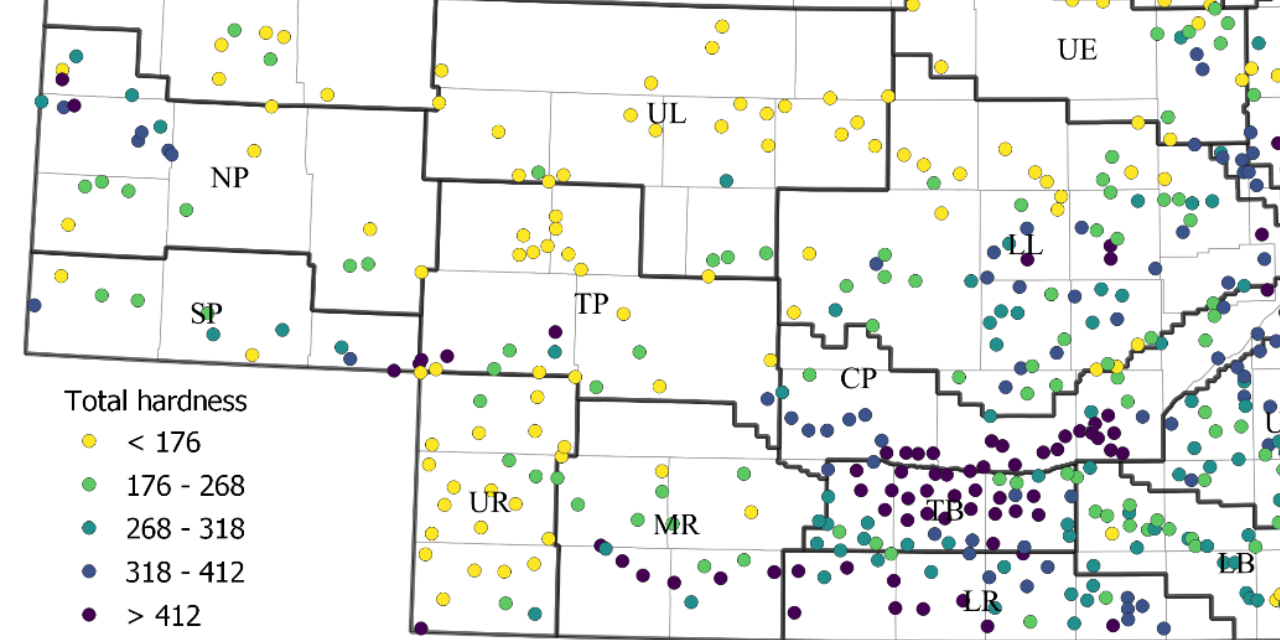 UE
UL
NP
LL
SP
TP
CP
Total hardness
< 176
176 - 268
268 - 318
318 - 412
> 412
U
UR
MR
TB
LB
LR